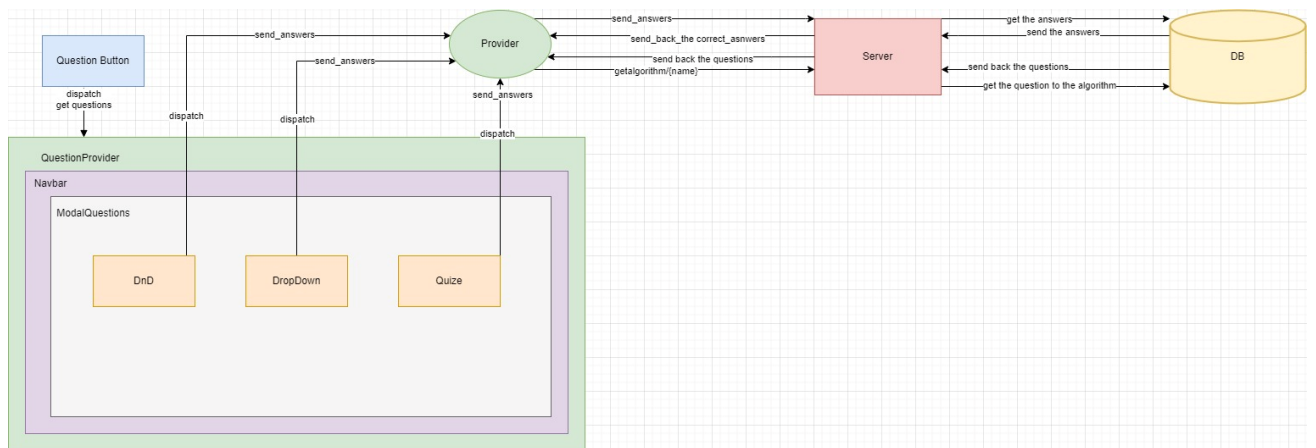 send_answers
get the answers
send_answers
Provider
send_back_the correct_asnwers
send the answers
Question Button
send_answers
send back the questions
Server
DB
send back the questions
getalgorithm/{name}
get the question to the algorithm
dispatch
get questions
send_answers
dispatch
dispatch
dispatch
QuestionProvider
Navbar
ModalQuestions
DnD
DropDown
Quize